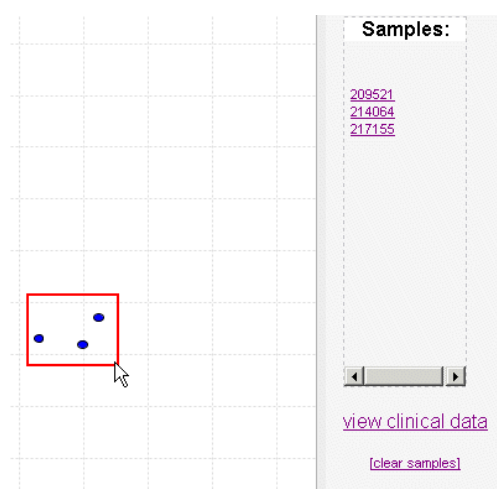 Samples:
209521
214064
217155
view clinical data
[clear samples]